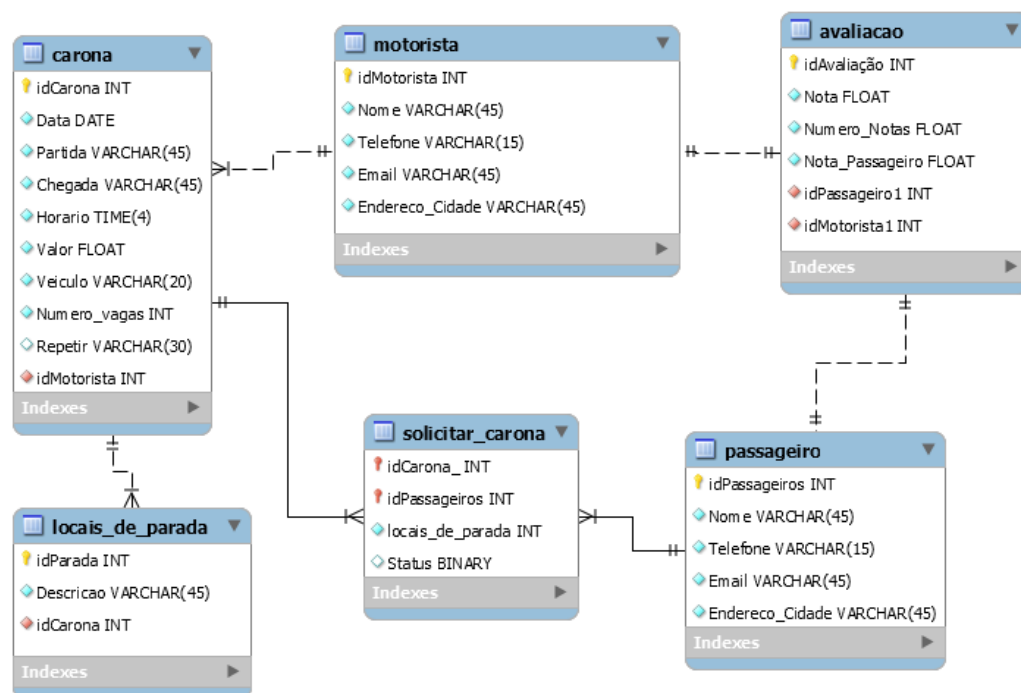 carona
idCarona INT
Data DATE
Partida VARCHAR(45)
Chegada VARCHAR(45)
Horario TIME(4)
Valor FLOAT
Veiculo VARCHAR(20)
Numero_vagas INT
Repetir VARCHAR(30)
idMotorista INT
Indexes
motorista
idMotorista INT
Nome VARCHAR(45)
Telefone VARCHAR(15)
Email VARCHAR(45)
Endereco_Cidade VARCHAR(45)
Indexes
avaliacao
idAvaliação INT
Nota FLOAT
Numero_Notas FLOAT
Nota_Passageiro FLOAT
idPassageiro1 INT
idMotorista1 INT
Indexes
locais_de_parada
idParada INT
Descricao VARCHAR(45)
idCarona INT
Indexes
solicitar_carona
idCarona_ INT
idPassageiros INT
locais_de_parada INT
Status BINARY
Indexes
passageiro
idPassageiros INT
Nome VARCHAR(45)
Telefone VARCHAR(15)
Email VARCHAR(45)
Endereco_Cidade VARCHAR(45)
Indexes